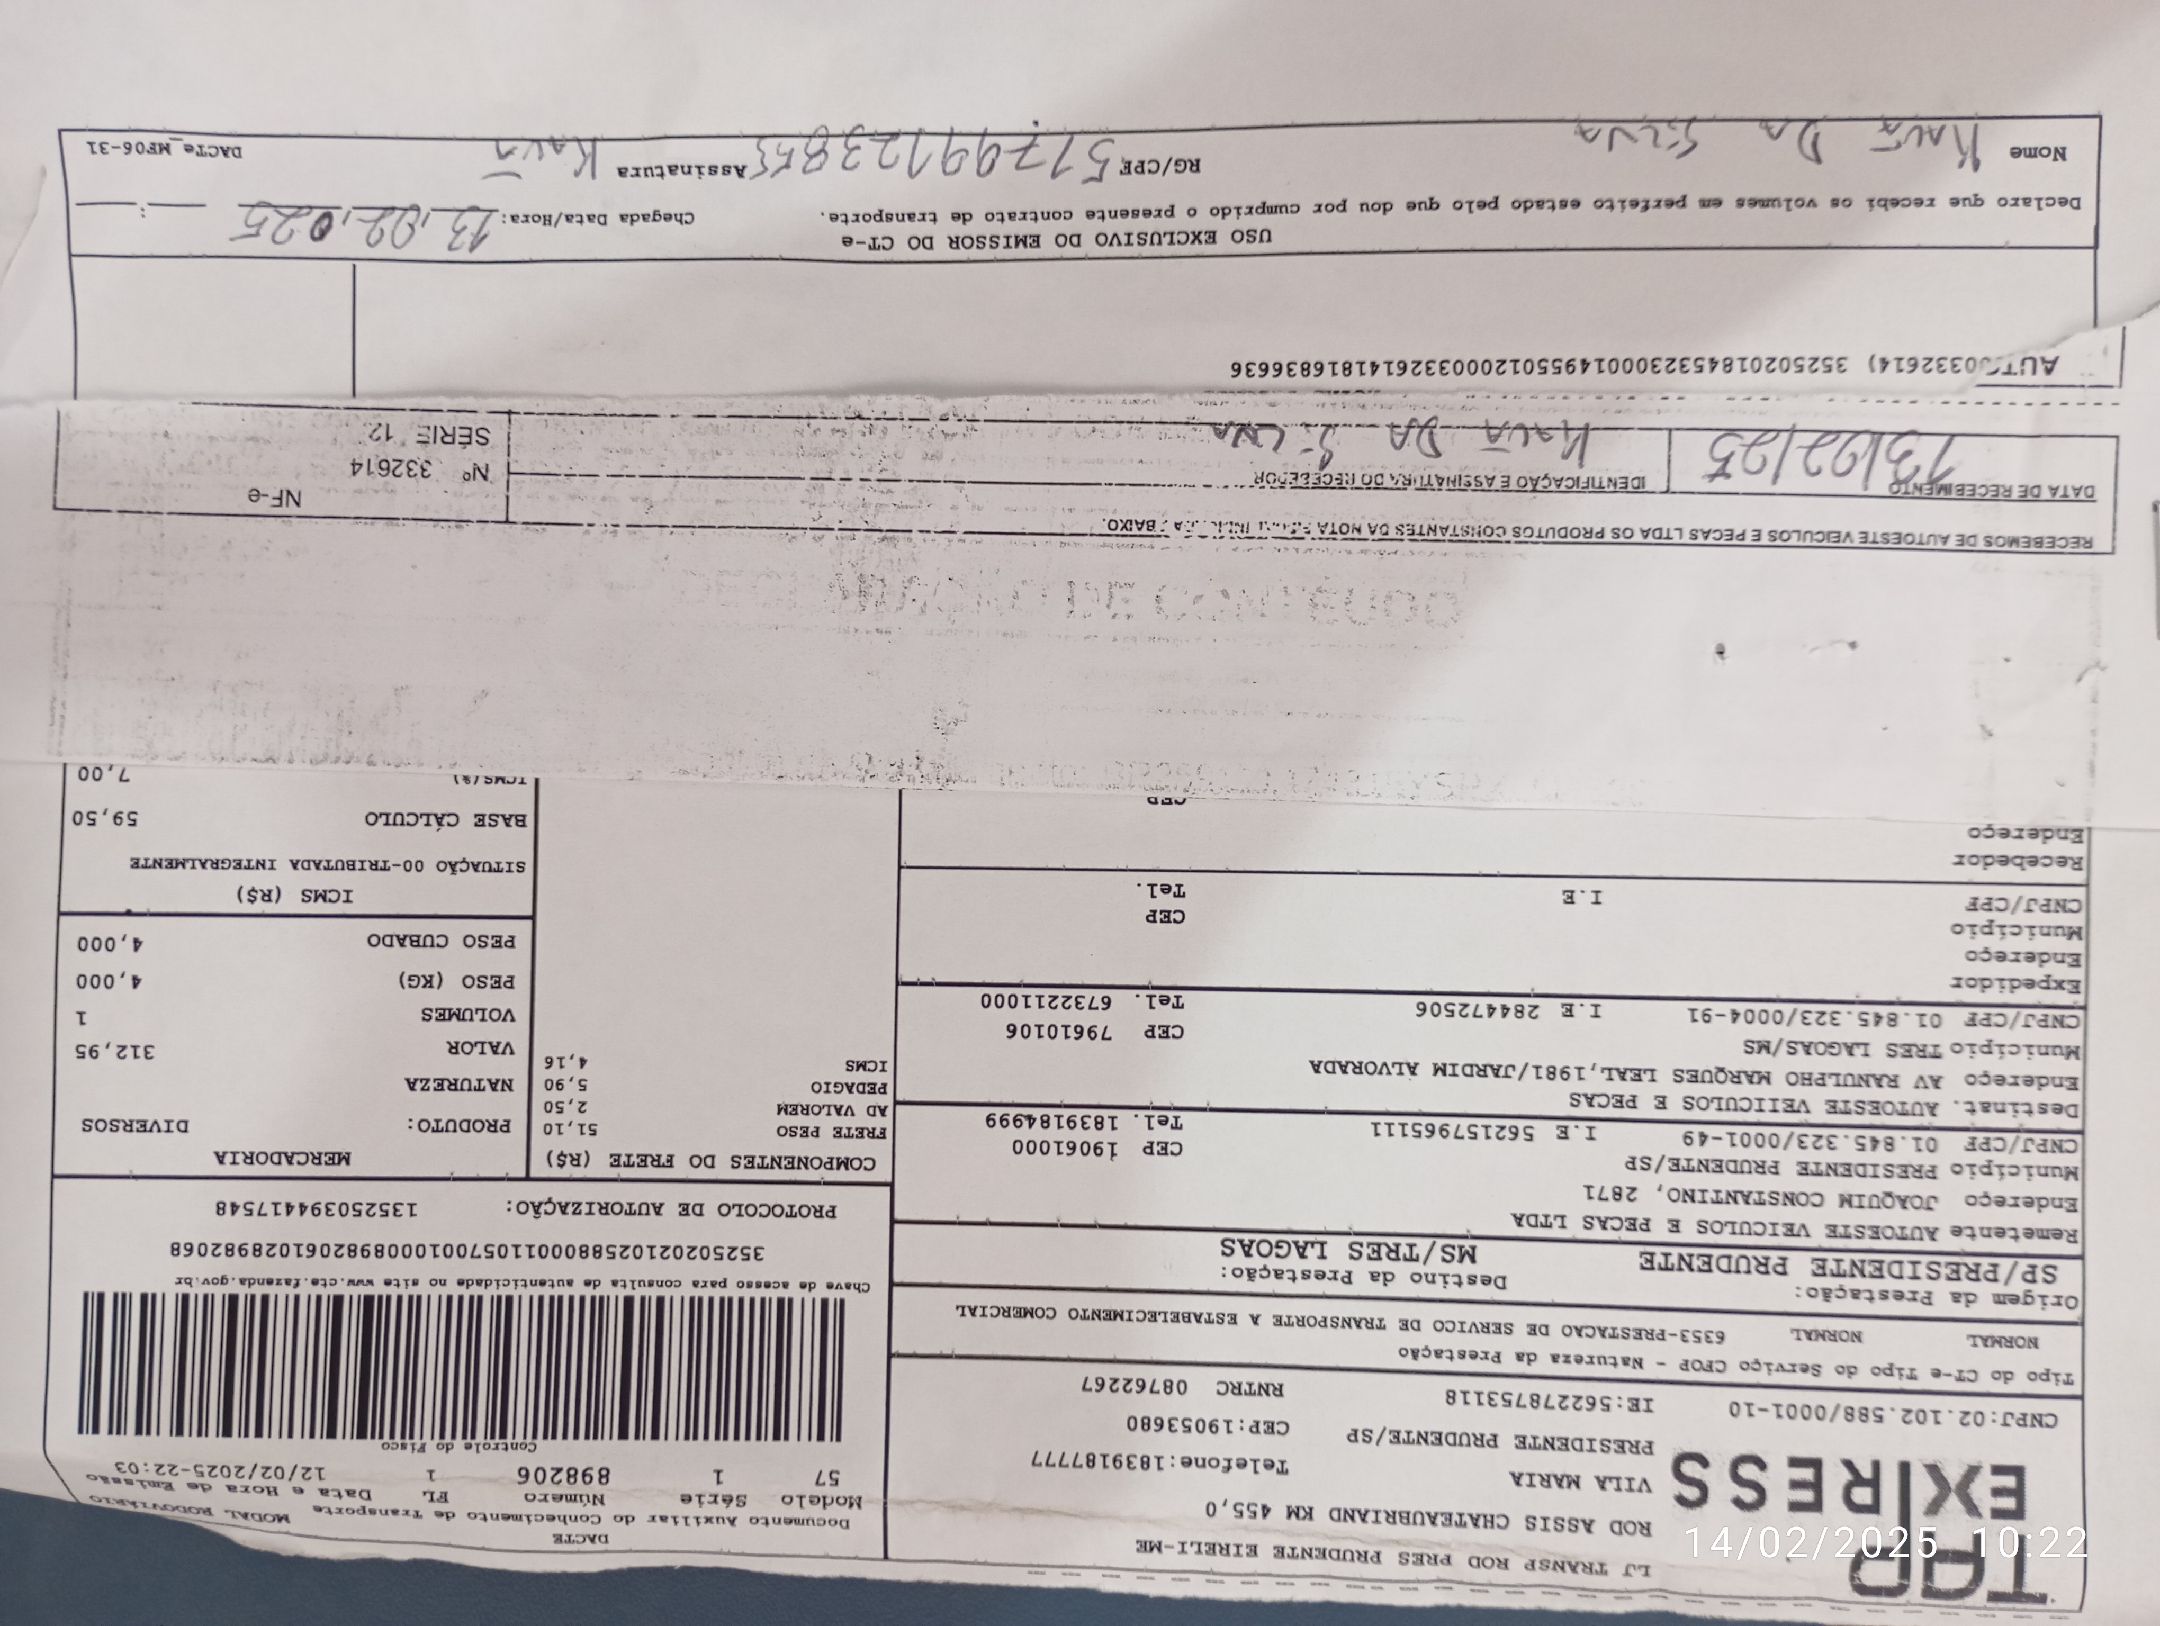 TAP
EXPRESS
LJ TRANSP ROD PRES PRUDENTE EIRELI-ME
ROD ASSIS CHATEAUBRIAND KM 455,0
VILA MARIA Telefone:1839187777
PRESIDENTE PRUDENTE/SP CEP:19053680
CNPJ:02.102.588/0001-10 IE:562278753118 RNTRC 08762267
DACTE
Documento Auxiliar do Conhecimento de Transporte MODAL RODOVIÁRIO
Modelo Série Número FL Data e Hora de Emissão
57 1 898206 1 12/02/2025-22:03
Controle do Fisco
Chave de acesso para consulta de autenticidade no site www.cte.fazenda.gov.br
35250202102588000110570010008982061028982068
PROTOCOLO DE AUTORIZAÇÃO: 135250394417548
Tipo do CT-e Tipo do Serviço CFOP - Natureza da Prestação
NORMAL NORMAL 6353-PRESTACAO DE SERVICO DE TRANSPORTE A ESTABELECIMENTO COMERCIAL
Origem da Prestação: Destino da Prestação:
SP/PRESIDENTE PRUDENTE MS/TRES LAGOAS
Remetente AUTOESTE VEICULOS E PECAS LTDA
Endereço JOAQUIM CONSTANTINO, 2871
Município PRESIDENTE PRUDENTE/SP CEP 19061000
CNPJ/CPF 01.845.323/0001-49 I.E 562157965111 Tel. 1839184999
Destinat. AUTOESTE VEIICULOS E PECAS
Endereço AV RANULPHO MARQUES LEAL,1981/JARDIM ALVORADA
Município TRES LAGOAS/MS CEP 79610106
CNPJ/CPF 01.845.323/0004-91 I.E 284472506 Tel. 6732211000
Expedidor
Endereço
Município CEP
CNPJ/CPF I.E Tel.
Recebedor
Endereço
CEP
COMPONENTES DO FRETE (R$)
FRETE PESO 51,10
AD VALOREM 2,50
PEDAGIO 5,90
ICMS 4,16
MERCADORIA
PRODUTO: DIVERSOS
NATUREZA
VALOR 312,95
VOLUMES 1
PESO (KG) 4,000
PESO CUBADO 4,000
ICMS (R$)
SITUAÇÃO 00-TRIBUTADA INTEGRALMENTE
BASE CÁLCULO 59,50
ICMS(%) 7,00
RECEBEMOS DE AUTOESTE VEICULOS E PECAS LTDA OS PRODUTOS CONSTANTES DA NOTA
DATA DE RECEBIMENTO IDENTIFICAÇÃO E ASSINATURA DO RECEBEDOR
13/02/25 KAUÃ DA SILVA
NF-e
Nº 332614
SÉRIE 12
35250201845323000149550120003326141816836636
USO EXCLUSIVO DO EMISSOR DO CT-e
Declaro que recebi os volumes em perfeito estado pelo que dou por cumprido o presente contrato de transporte. Chegada Data/Hora: 13,02,025 :
Nome KAUÃ DA SILVA RG/CPF 51799123855 Assinatura KAUÃ DACTe_MF06-31
14/02/2025 10:22